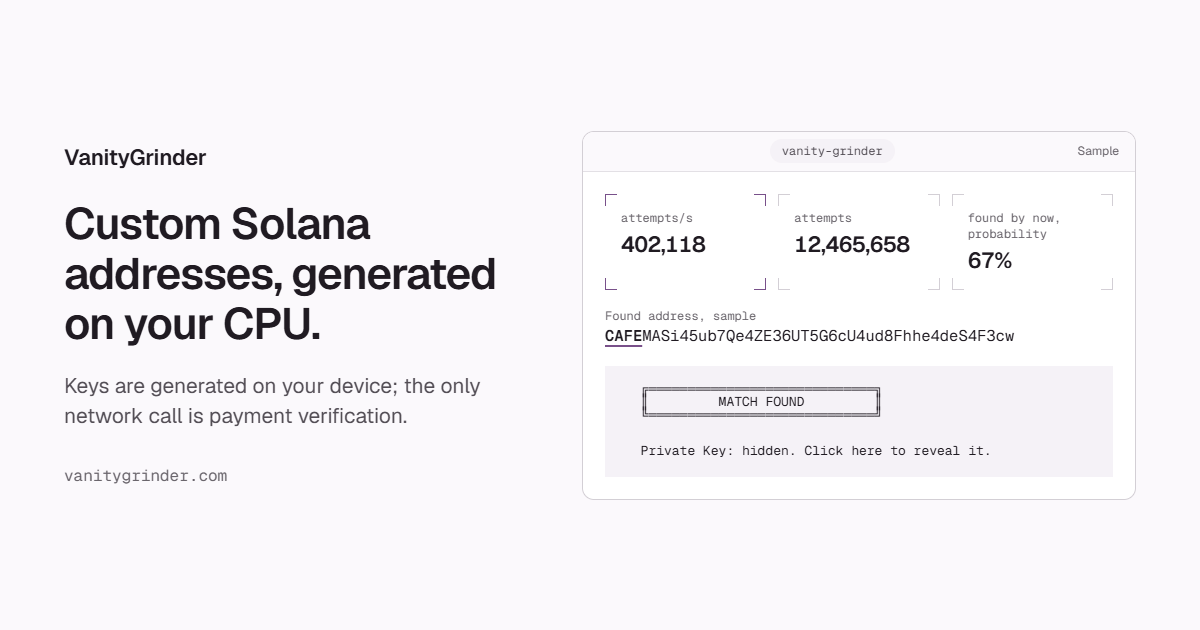 VanityGrinder
Custom Solana
addresses, generated
on your CPU.
Keys are generated on your device; the only
network call is payment verification.
vanitygrinder.com
vanity-grinder
Sample
attempts/s
402,118
attempts
12,465,658
found by now,
probability
67%
Found address, sample
CAFEMASi45ub7Qe4ZE36UT5G6cU4ud8Fhhe4deS4F3cw
MATCH FOUND
Private Key: hidden. Click here to reveal it.